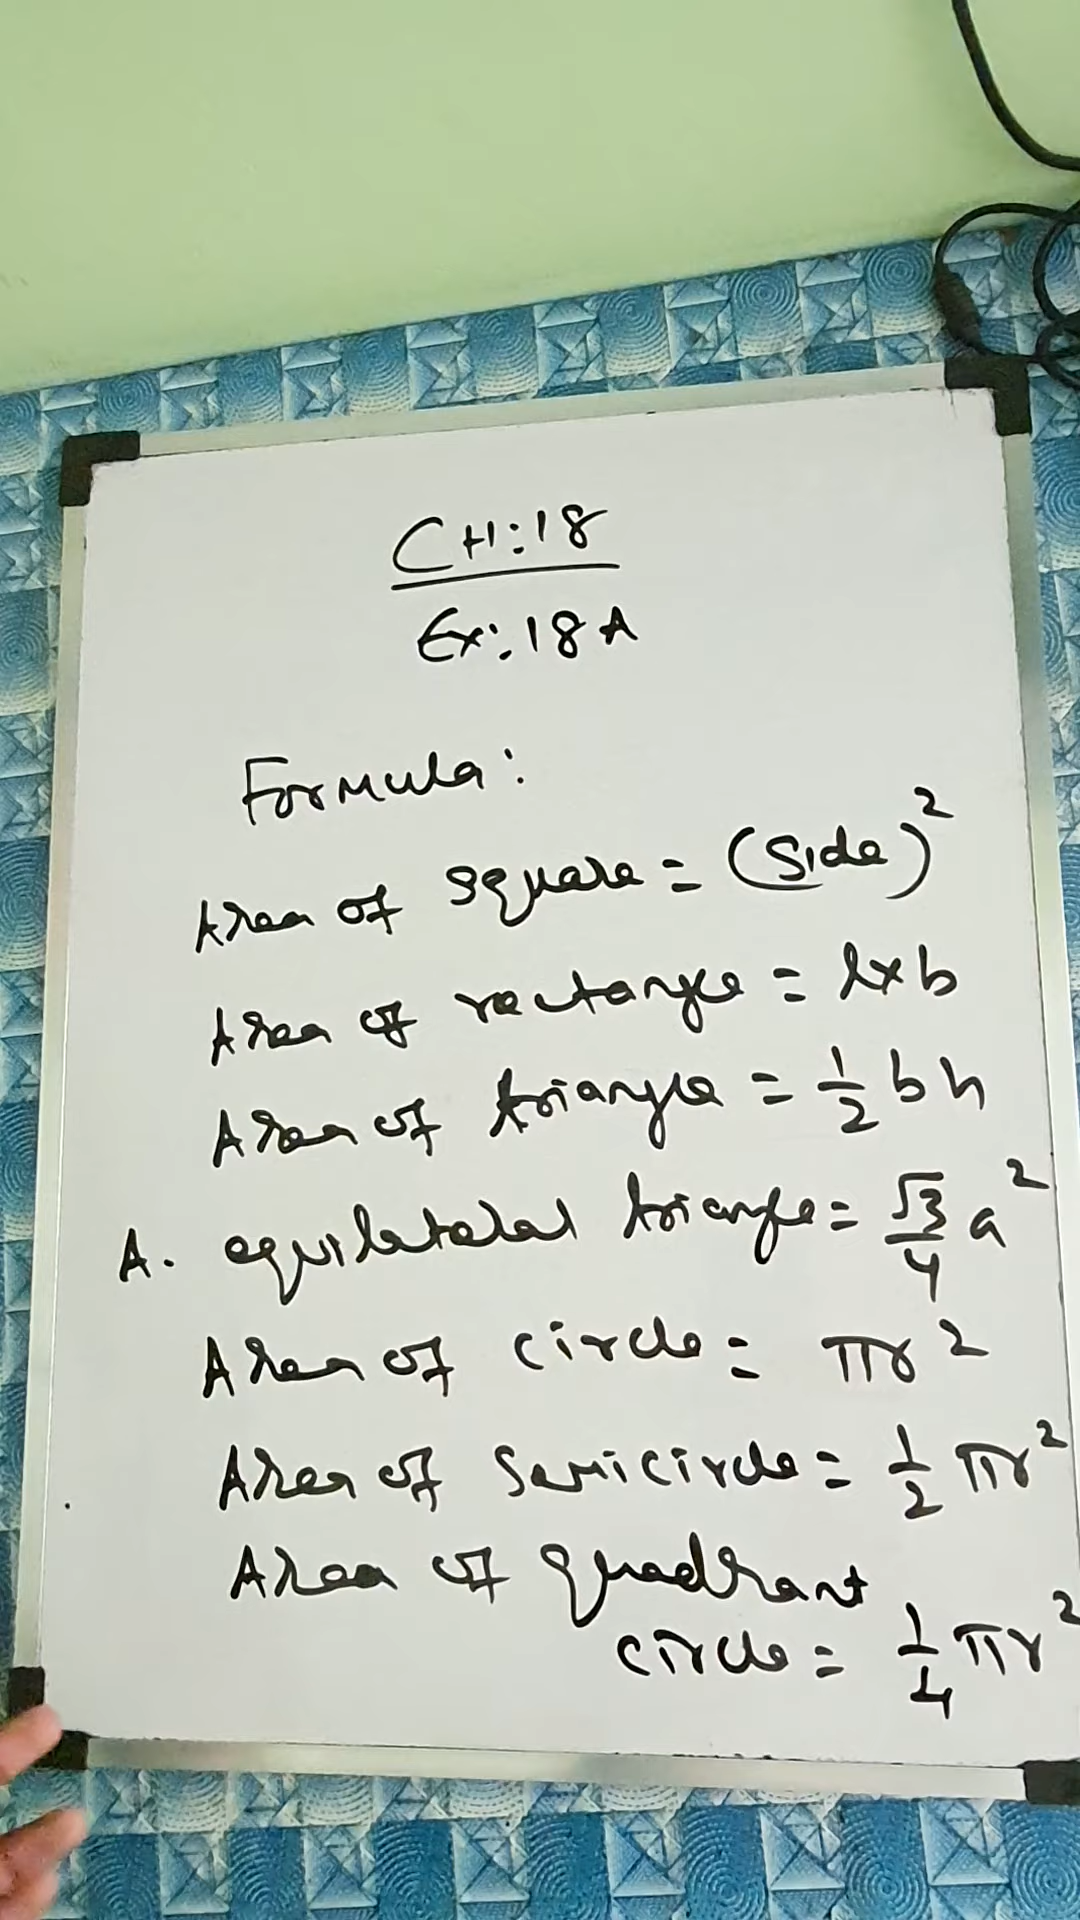 CH:18
Ex:18A
Formula:
Area of square = (Side)²
Area of rectangle = l×b
Area of triangle = 1/2 bh
A. equilateral triangle = √3/4 a²
Area of circle = πr²
Area of Semicircle = 1/2 πr²
Area of quadrant
circle = 1/4 πr²